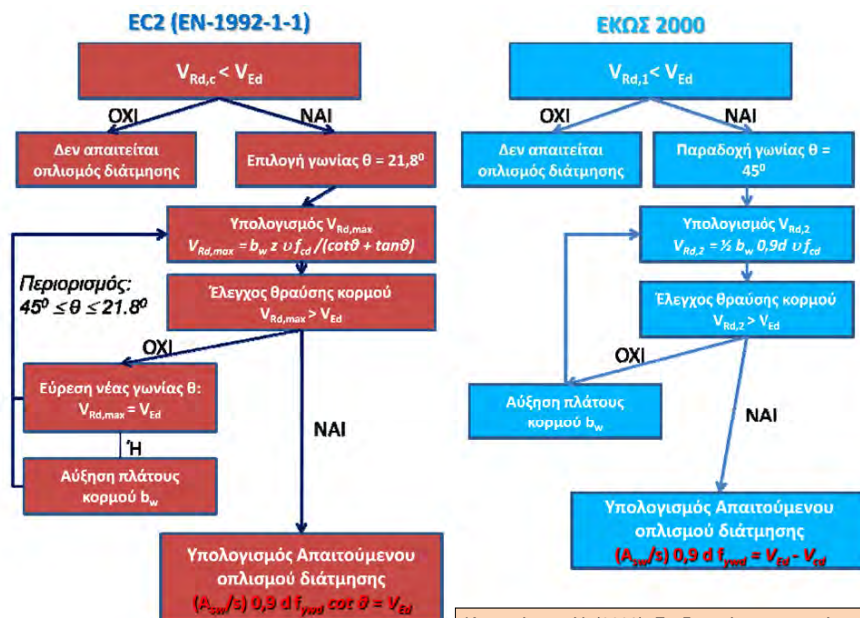 EC2 (EN-1992-1-1)
V_Rd,c < V_Ed
ΟΧΙ
ΝΑΙ
Δεν απαιτείται
οπλισμός διάτμησης
Επιλογή γωνίας θ = 21,8⁰
Υπολογισμός V_Rd,max
V_Rd,max = b_w z υ f_cd /(cotθ + tanθ)
Περιορισμός:
45⁰ ≤ θ ≤ 21.8⁰
Έλεγχος θραύσης κορμού
V_Rd,max > V_Ed
ΟΧΙ
ΝΑΙ
Εύρεση νέας γωνίας θ:
V_Rd,max = V_Ed
Ή
Αύξηση πλάτους
κορμού b_w
Υπολογισμός Απαιτούμενου
οπλισμού διάτμησης
(A_sw/s) 0,9 d f_ywd cot θ = V_Ed
ΕΚΩΣ 2000
V_Rd,1 < V_Ed
ΟΧΙ
ΝΑΙ
Δεν απαιτείται
οπλισμός διάτμησης
Παραδοχή γωνίας θ =
45⁰
Υπολογισμός V_Rd,2
V_Rd,2 = ½ b_w 0,9d υ f_cd
Έλεγχος θραύσης κορμού
V_Rd,2 > V_Ed
ΟΧΙ
ΝΑΙ
Αύξηση πλάτους
κορμού b_w
Υπολογισμός Απαιτούμενου
οπλισμού διάτμησης
(A_sw/s) 0,9 d f_ywd = V_Ed - V_cd